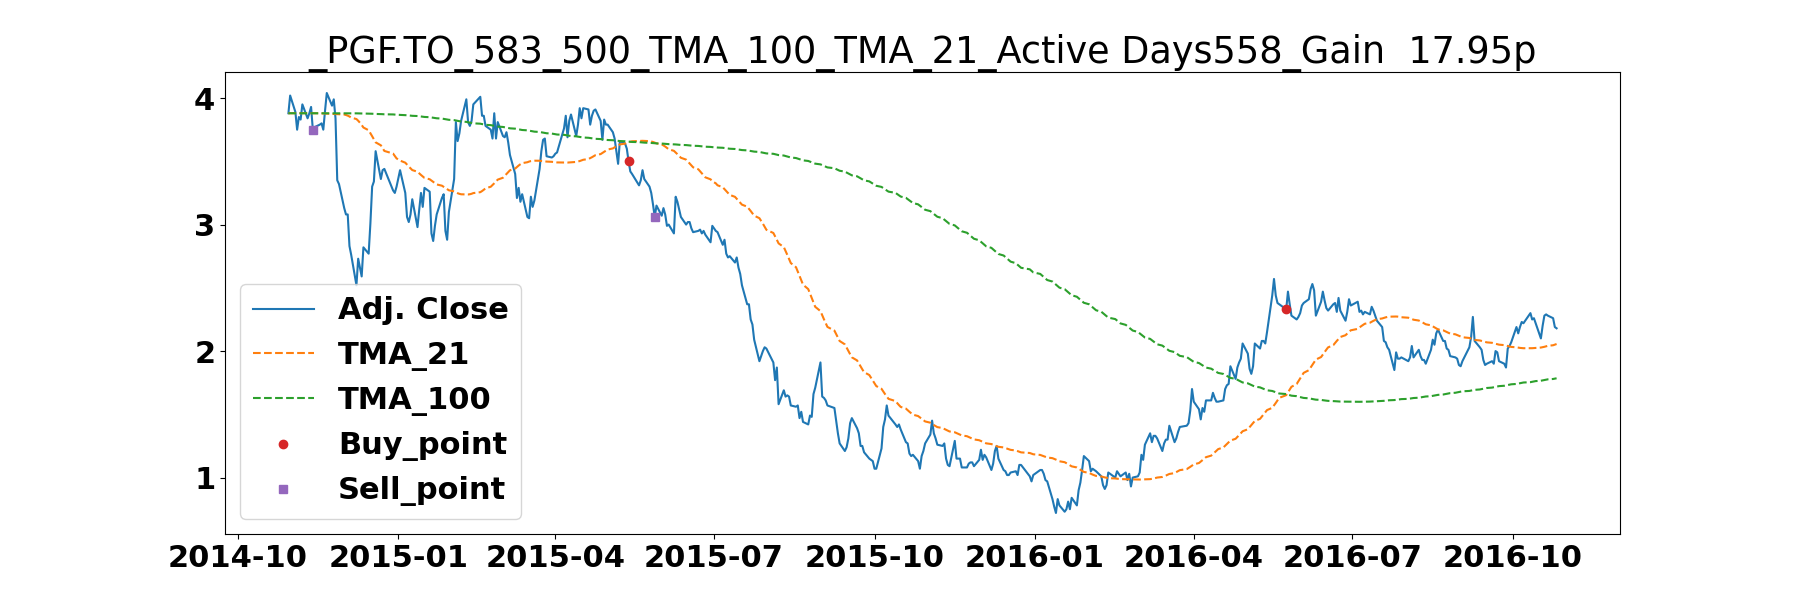 _PGF.TO_583_500_TMA_100_TMA_21_Active Days558_Gain  17.95p
4
3
2
1
Adj. Close
TMA_21
TMA_100
Buy_point
Sell_point
2014-10 2015-01 2015-04 2015-07 2015-10 2016-01 2016-04 2016-07 2016-10